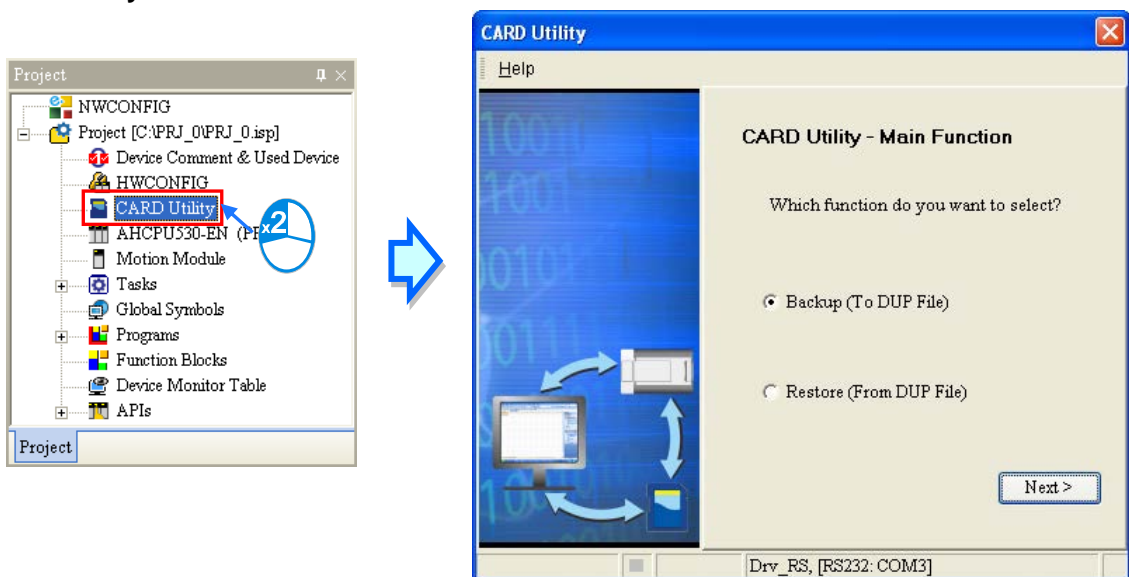 Project
NWCONFIG
Project [C:\PRJ_0\PRJ_0.isp]
Device Comment & Used Device
HWCONFIG
CARD Utility
AHCPU530-EN (PR
Motion Module
Tasks
Global Symbols
Programs
Function Blocks
Device Monitor Table
APIs
Project
x2
CARD Utility
Help
CARD Utility - Main Function
Which function do you want to select?
Backup (To DUP File)
Restore (From DUP File)
Next >
Drv_RS, [RS232: COM3]